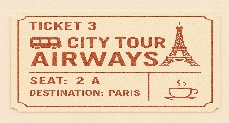 TICKET 3
CITY TOUR
AIRWAYS
SEAT: 2 A
DESTINATION: PARIS